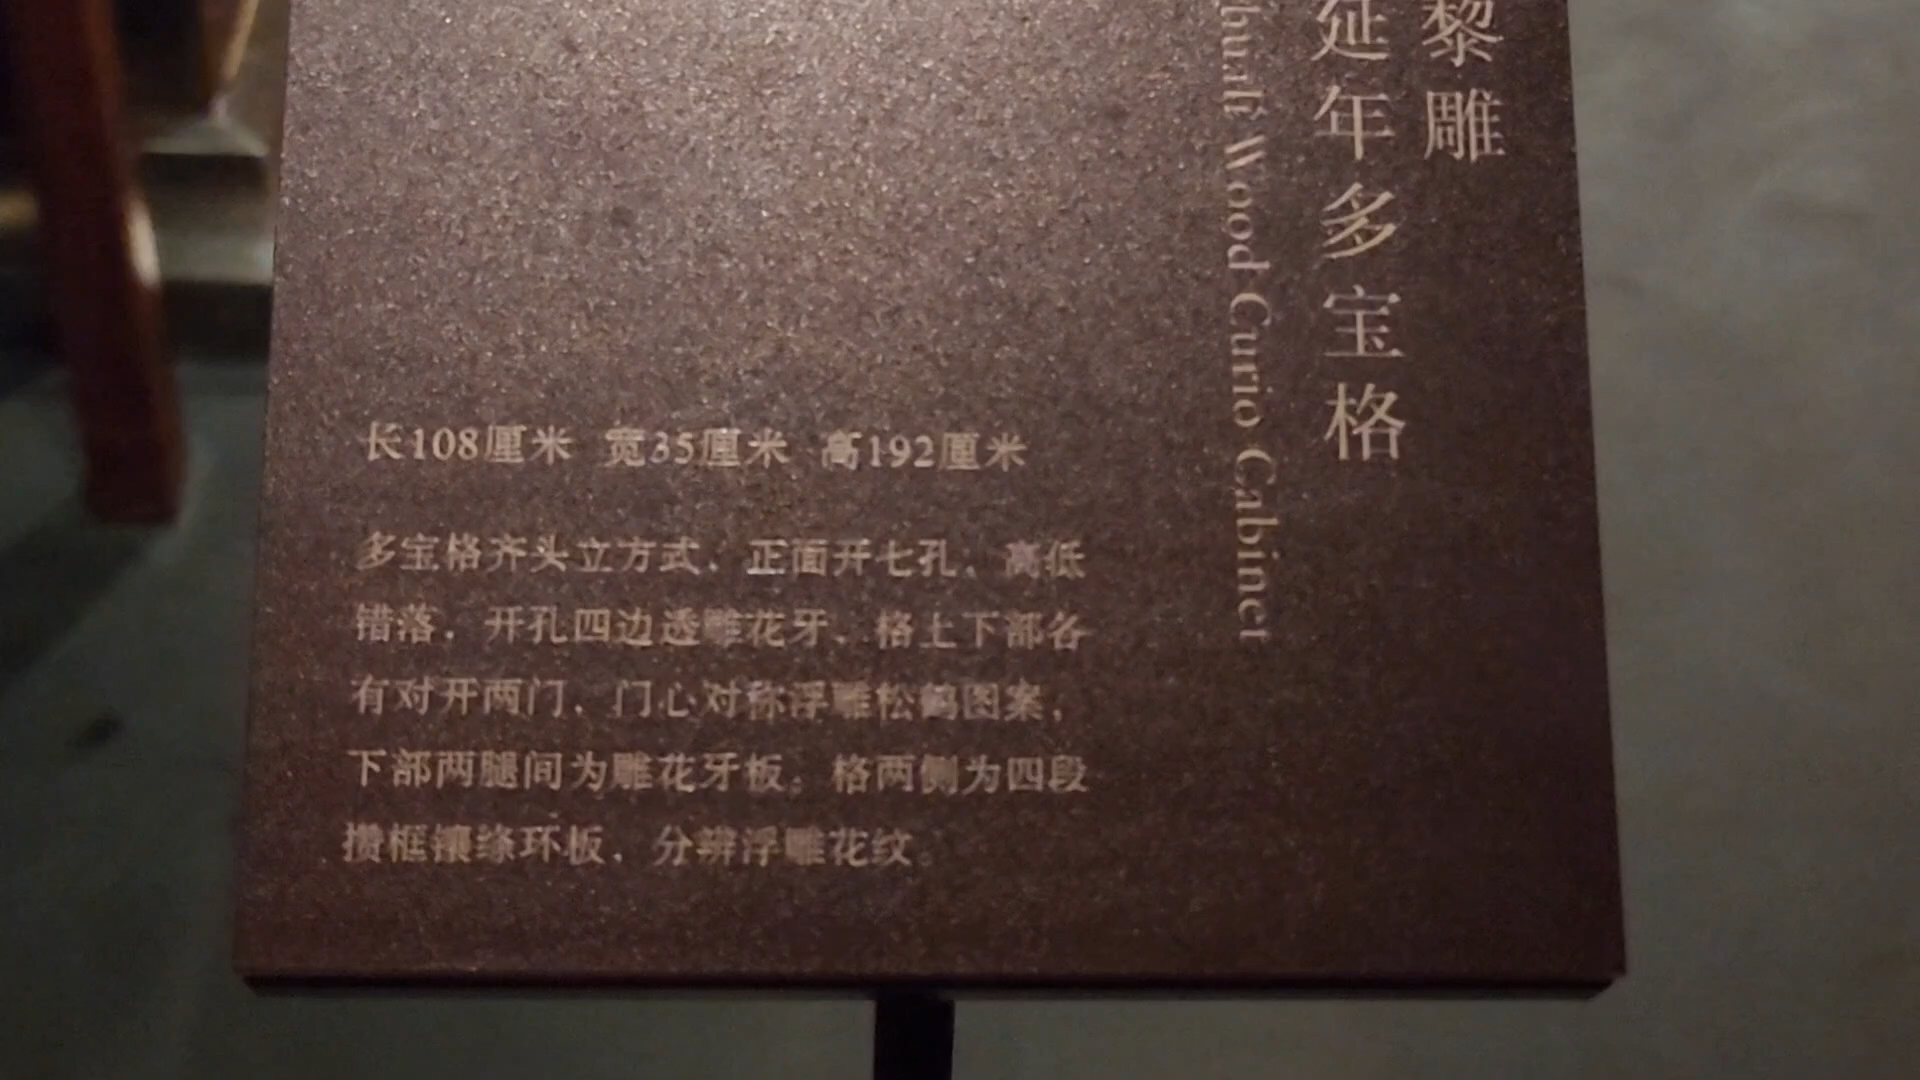 黎雕
延年多宝格
huali Wood Curio Cabinet
长108厘米 宽35厘米 高192厘米
多宝格齐头立方式，正面开七孔，高低
错落，开孔四边透雕花牙，格上下部各
有对开两门，门心对称浮雕松鹤图案，
下部两腿间为雕花牙板。格两侧为四段
攒框镶绦环板，分辨浮雕花纹。